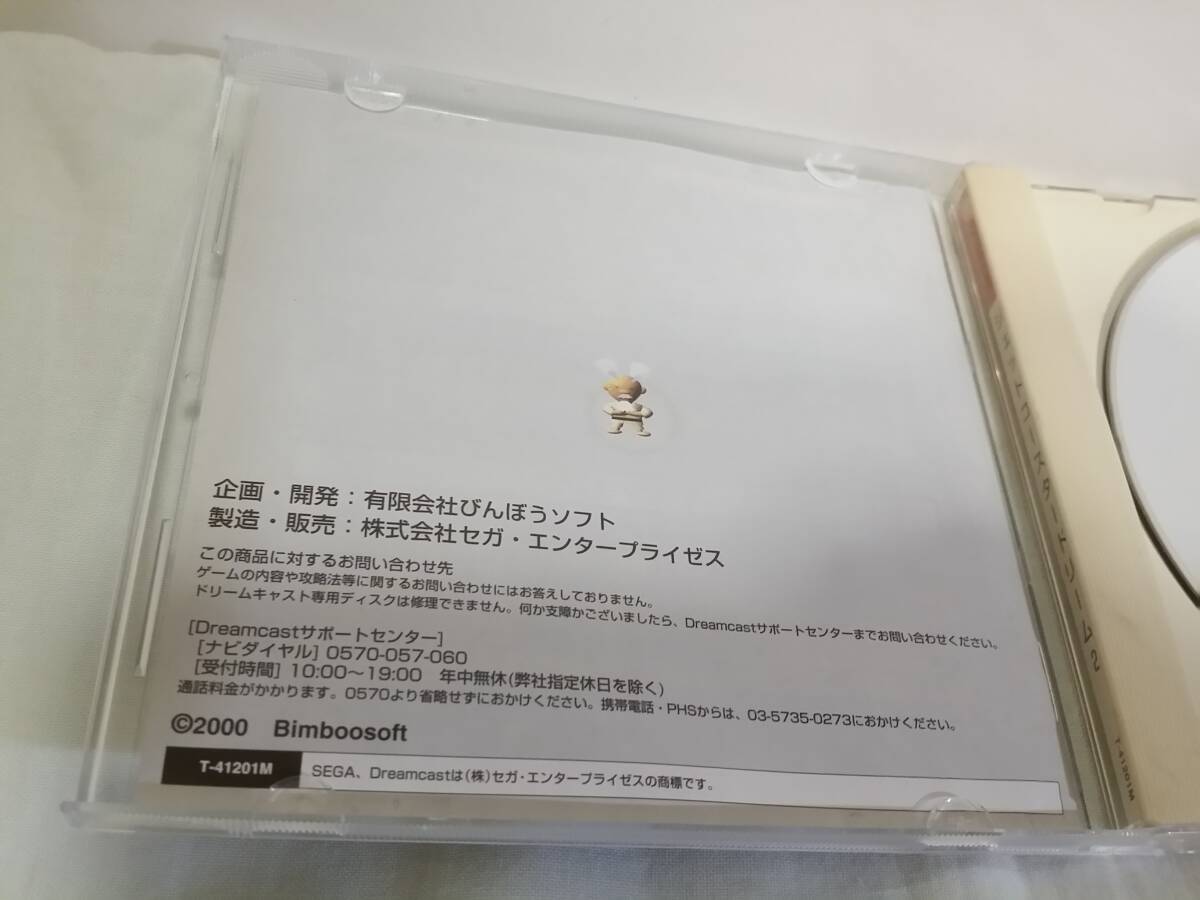 企画・開発：有限会社びんぼうソフト
製造・販売：株式会社セガ・エンタープライゼス
この商品に対するお問い合わせ先
ゲームの内容や攻略法等に関するお問い合わせにはお答えしておりません。
ドリームキャスト専用ディスクは修理できません。何か支障がございましたら、Dreamcastサポートセンターまでお問い合わせください。
[Dreamcastサポートセンター]
[ナビダイヤル] 0570-057-060
[受付時間] 10:00～19:00　年中無休(弊社指定休日を除く)
通話料金がかかります。0570より省略せずにおかけください。携帯電話・PHSからは、03-5735-0273におかけください。
©2000　Bimboosoft
T-41201M　SEGA、Dreamcastは(株)セガ・エンタープライゼスの商標です。
T-41201M